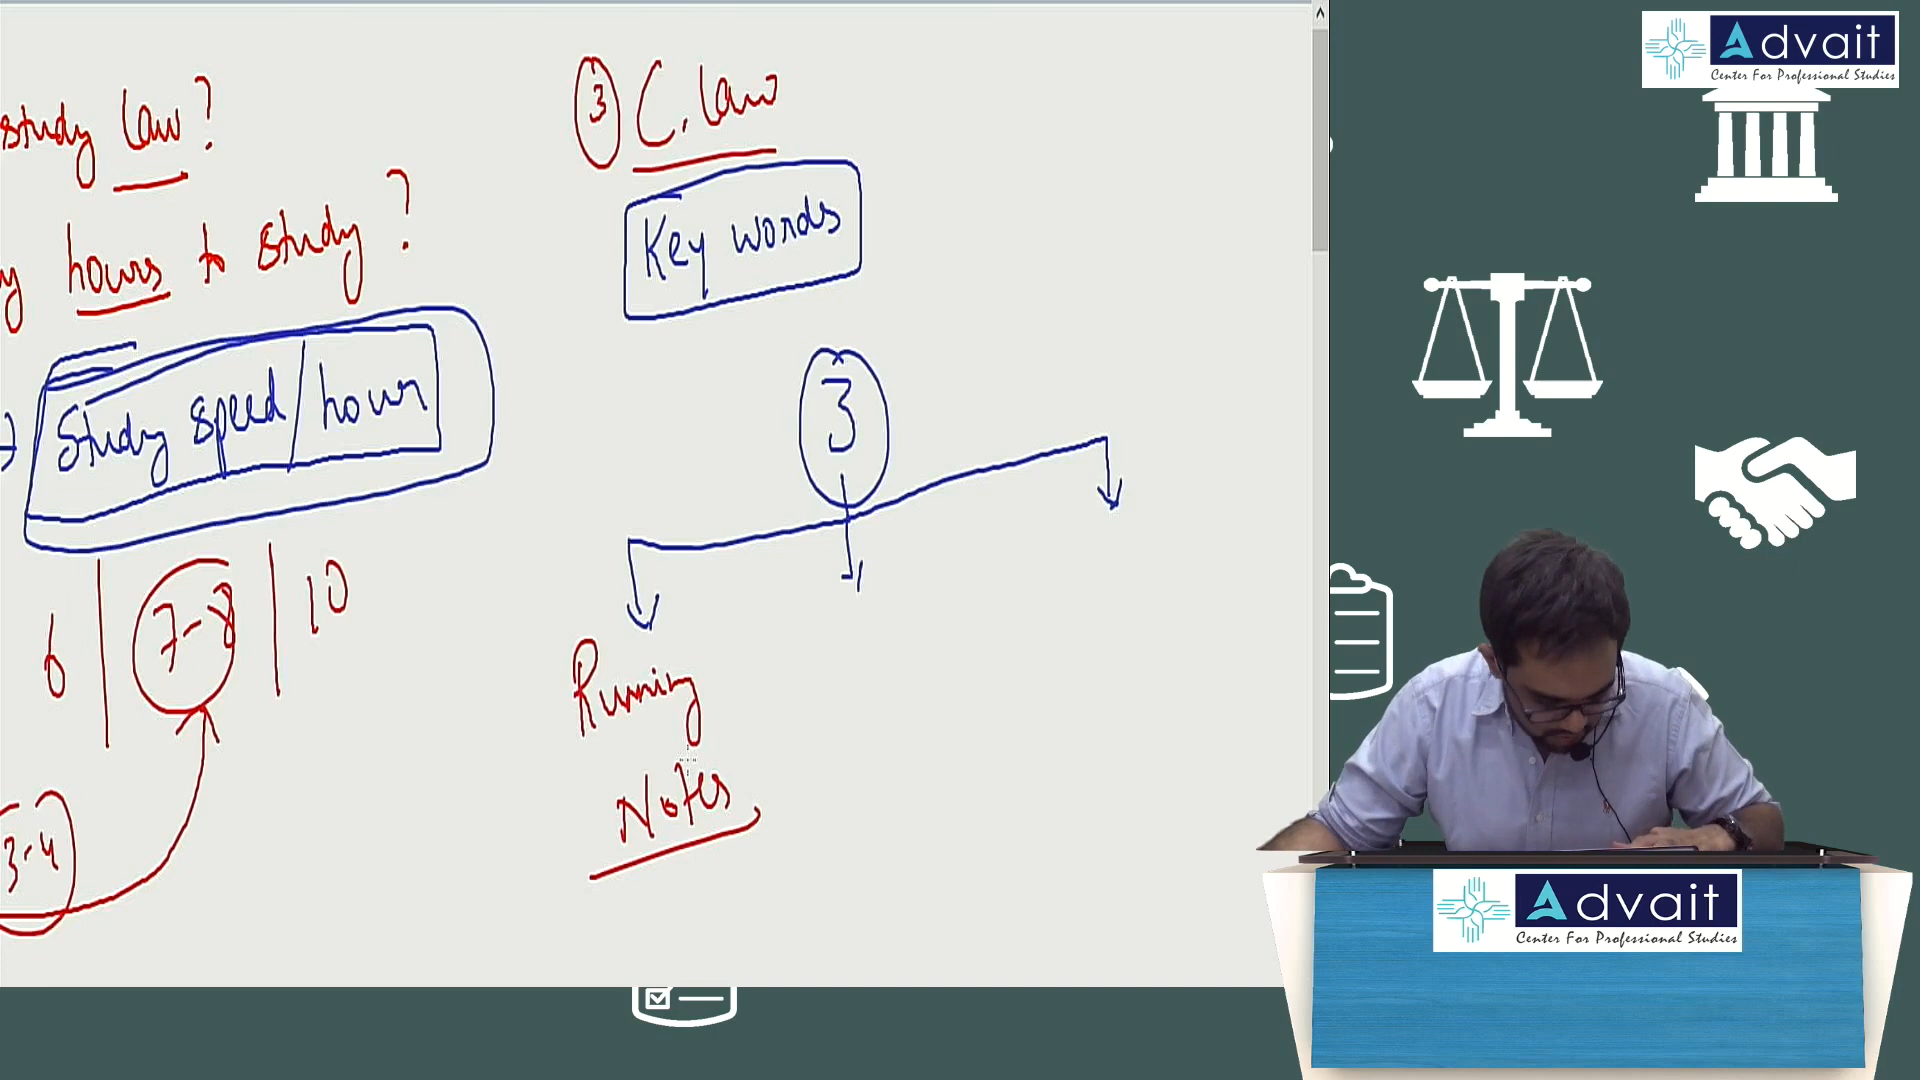 study law?
y hours to study?
Study speed/hour
6 | 7-8 | 10
3-4
③ C. law
Key words
3
Running
Notes
Advait
Center For Professional Studies
Advait
Center For Professional Studies